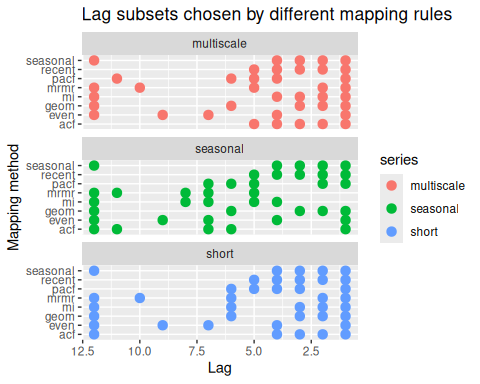 Lag subsets chosen by different mapping rules
multiscale
seasonal
recent
pacf
mrmr
mi
geom
even
acf
seasonal
seasonal
recent
pacf
mrmr
mi
geom
even
acf
short
seasonal
recent
pacf
mrmr
mi
geom
even
acf
12.5 10.0 7.5 5.0 2.5
Lag
Mapping method
series
multiscale
seasonal
short